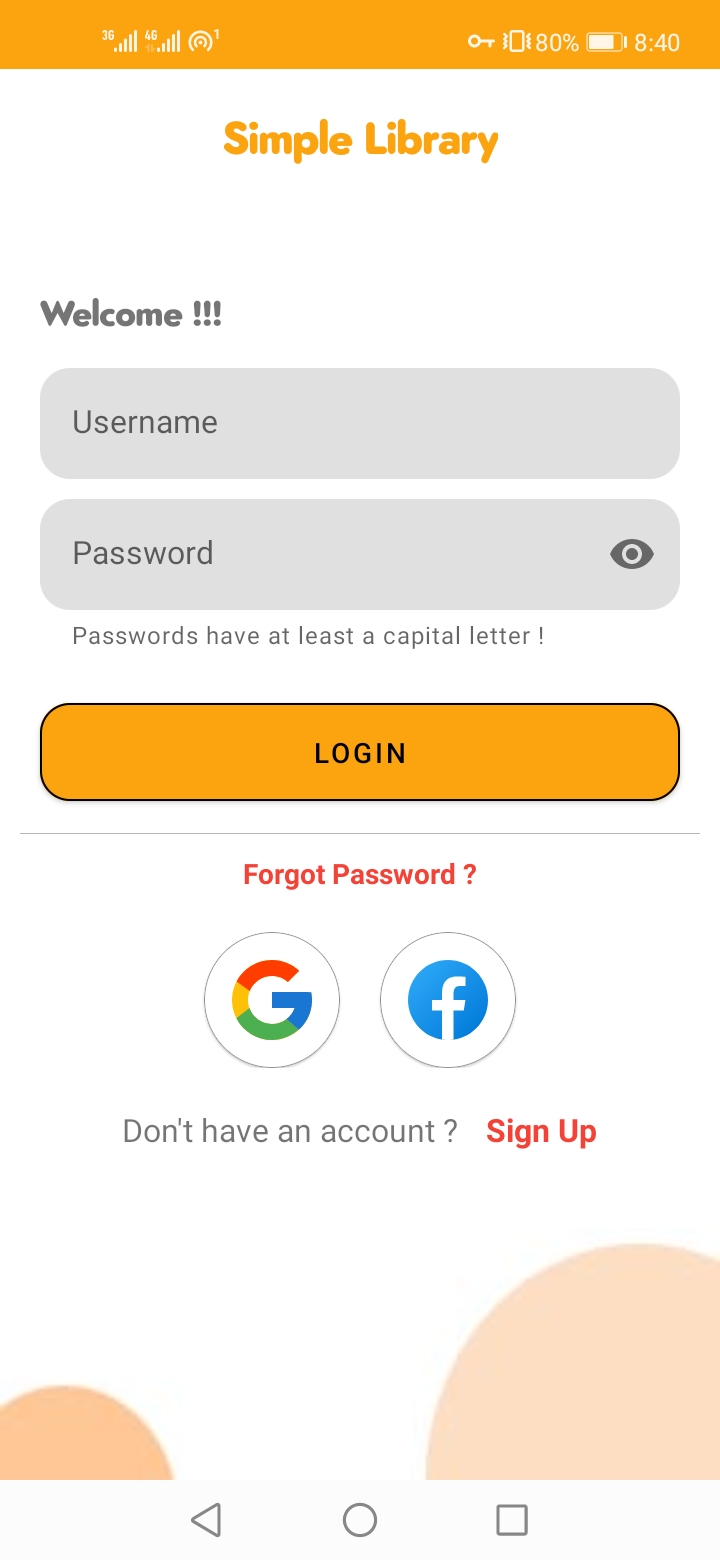 3G 4G 1 80% 8:40
Simple Library
Welcome !!!
Username
Password
Passwords have at least a capital letter !
LOGIN
Forgot Password ?
Don't have an account ? Sign Up